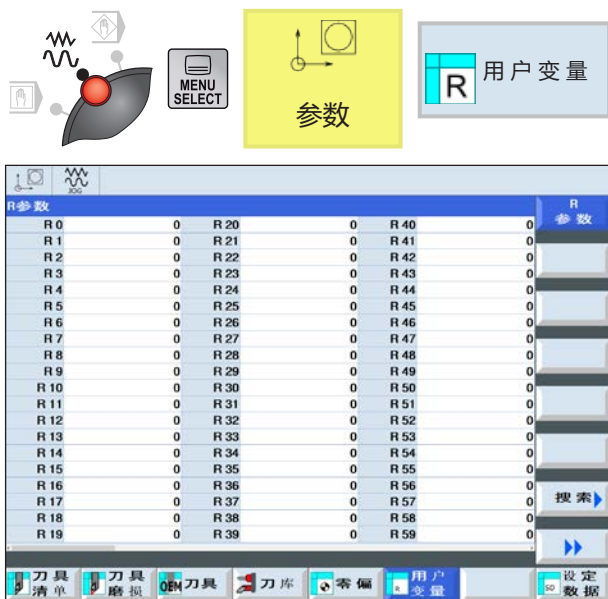 MENU
SELECT
参数
R
用户变量
JOG
R参数
R
参数
R 0 0 R 20 0 R 40 0
R 1 0 R 21 0 R 41 0
R 2 0 R 22 0 R 42 0
R 3 0 R 23 0 R 43 0
R 4 0 R 24 0 R 44 0
R 5 0 R 25 0 R 45 0
R 6 0 R 26 0 R 46 0
R 7 0 R 27 0 R 47 0
R 8 0 R 28 0 R 48 0
R 9 0 R 29 0 R 49 0
R 10 0 R 30 0 R 50 0
R 11 0 R 31 0 R 51 0
R 12 0 R 32 0 R 52 0
R 13 0 R 33 0 R 53 0
R 14 0 R 34 0 R 54 0
R 15 0 R 35 0 R 55 0
R 16 0 R 36 0 R 56 0
R 17 0 R 37 0 R 57 0
R 18 0 R 38 0 R 58 0
R 19 0 R 39 0 R 59 0
搜索
刀具
清单
刀具
磨损
OEM 刀具
刀库
零偏
R
用户
变量
SD
设定
数据